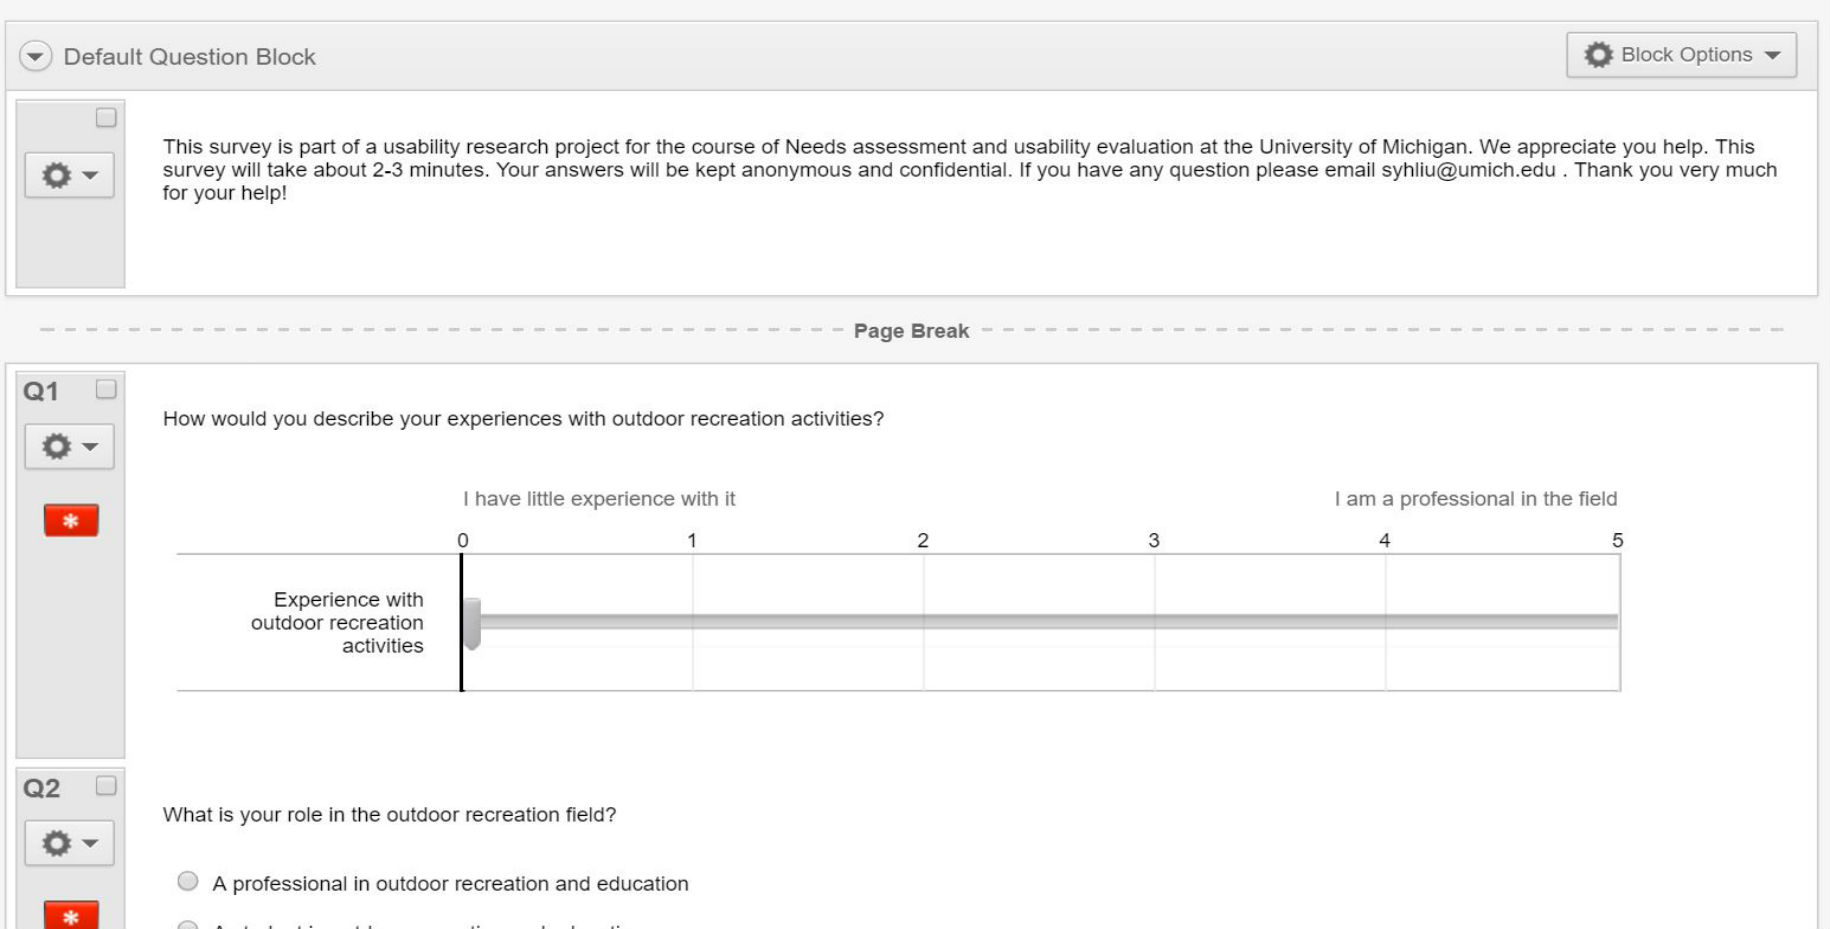 Default Question Block
Block Options
This survey is part of a usability research project for the course of Needs assessment and usability evaluation at the University of Michigan. We appreciate you help. This
survey will take about 2-3 minutes. Your answers will be kept anonymous and confidential. If you have any question please email syhliu@umich.edu . Thank you very much
for your help!
Page Break
Q1
How would you describe your experiences with outdoor recreation activities?
I have little experience with it
I am a professional in the field
0 1 2 3 4 5
Experience with
outdoor recreation
activities
Q2
What is your role in the outdoor recreation field?
A professional in outdoor recreation and education